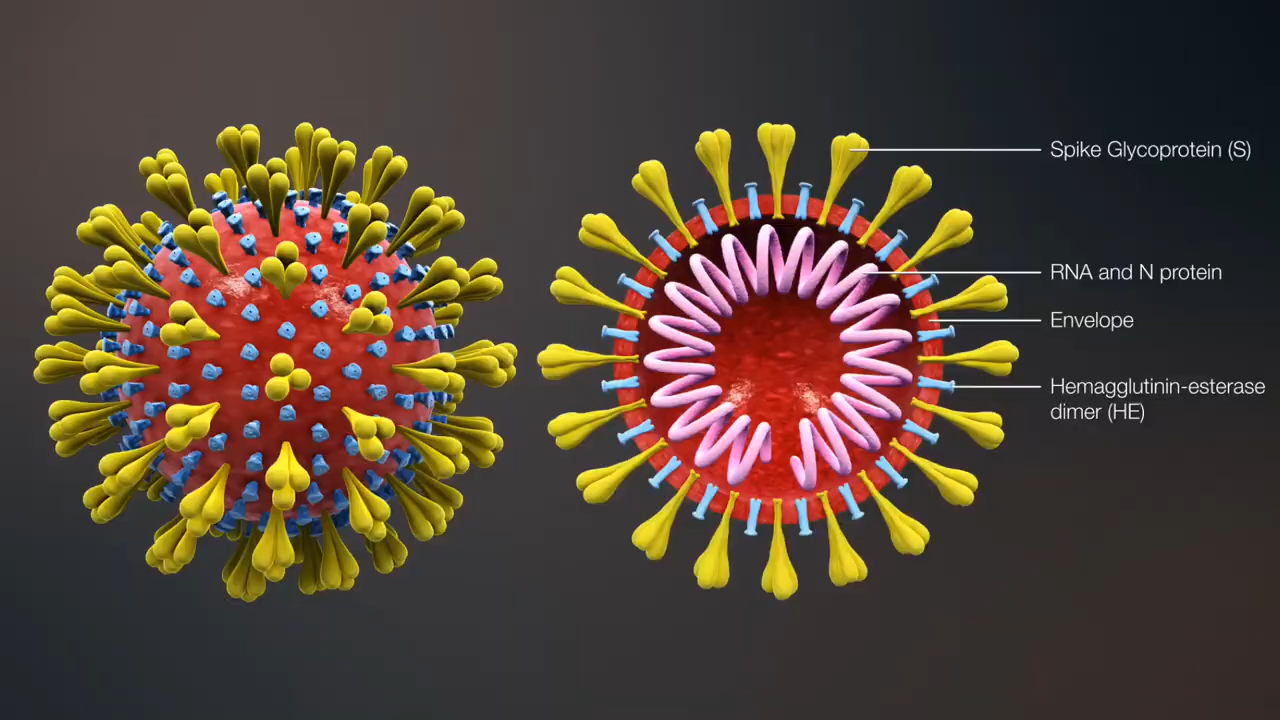 Spike Glycoprotein (S)
RNA and N protein
Envelope
Hemagglutinin-esterase
dimer (HE)